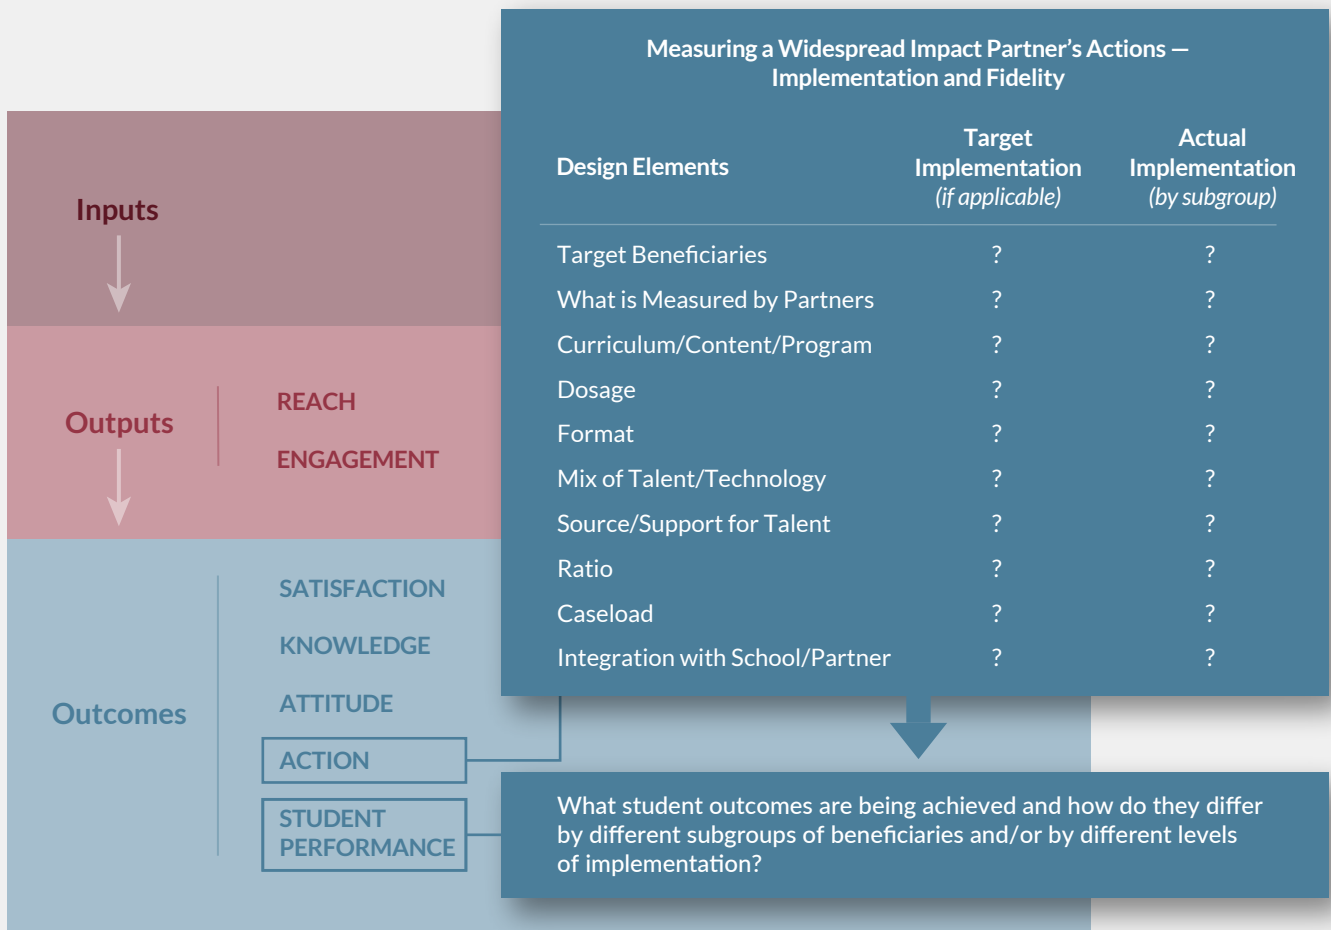 Measuring a Widespread Impact Partner’s Actions —
Implementation and Fidelity
Design Elements
Target
Implementation
(if applicable)
Actual
Implementation
(by subgroup)
Target Beneficiaries ? ?
What is Measured by Partners ? ?
Curriculum/Content/Program ? ?
Dosage ? ?
Format ? ?
Mix of Talent/Technology ? ?
Source/Support for Talent ? ?
Ratio ? ?
Caseload ? ?
Integration with School/Partner ? ?
Inputs
Outputs
REACH
ENGAGEMENT
Outcomes
SATISFACTION
KNOWLEDGE
ATTITUDE
ACTION
STUDENT
PERFORMANCE
What student outcomes are being achieved and how do they differ
by different subgroups of beneficiaries and/or by different levels
of implementation?